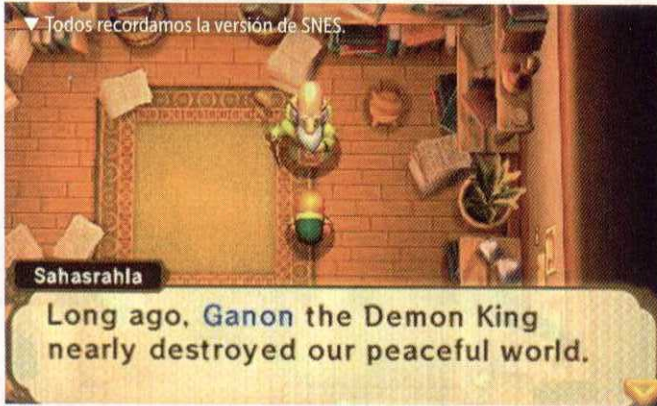 ▼ Todos recordamos la versión de SNES.
Sahasrahla
Long ago, Ganon the Demon King
nearly destroyed our peaceful world.